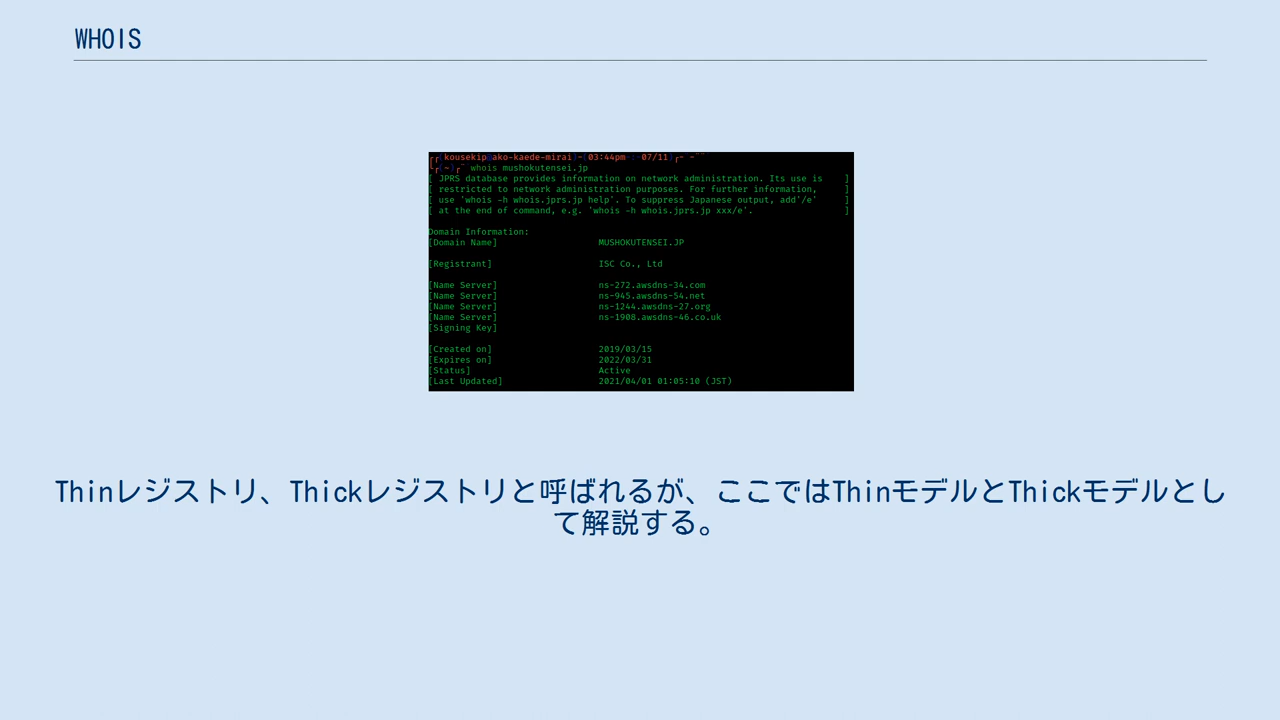 WHOIS
kousekip@ako-kaede-mirai)-(03:44pm : 07/11)
(~) whois mushokutensei.jp
[ JPRS database provides information on network administration. Its use is ]
[ restricted to network administration purposes. For further information, ]
[ use 'whois -h whois.jprs.jp help'. To suppress Japanese output, add'/e' ]
[ at the end of command, e.g. 'whois -h whois.jprs.jp xxx/e'. ]
Domain Information:
[Domain Name] MUSHOKUTENSEI.JP
[Registrant] ISC Co., Ltd
[Name Server] ns-272.awsdns-34.com
[Name Server] ns-945.awsdns-54.net
[Name Server] ns-1244.awsdns-27.org
[Name Server] ns-1908.awsdns-46.co.uk
[Signing Key]
[Created on] 2019/03/15
[Expires on] 2022/03/31
[Status] Active
[Last Updated] 2021/04/01 01:05:10 (JST)
Thinレジストリ、Thickレジストリと呼ばれるが、ここではThinモデルとThickモデルとし
て解説する。